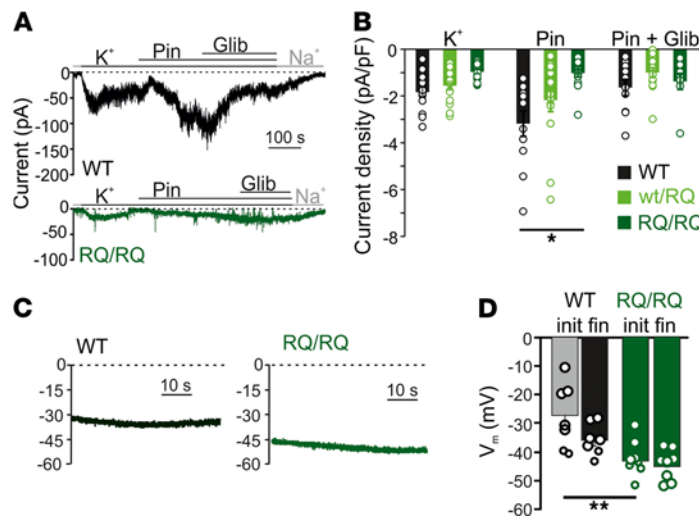 A
K⁺ Pin Glib Na⁺
0
-50
-100
-150
200
Current (pA)
100 s
WT
K⁺ Pin Glib Na⁺
0
-50
-100
RQ/RQ
B
K⁺ Pin Pin + Glib
0
-2
-4
-6
-8
Current density (pA/pF)
WT
wt/RQ
RQ/RQ
*
C
WT
0
-15
-30
-45
-60
10 s
RQ/RQ
0
-15
-30
-45
-60
10 s
D
WT RQ/RQ
init fin init fin
0
-10
-20
-30
-40
-50
-60
Vₘ (mV)
**